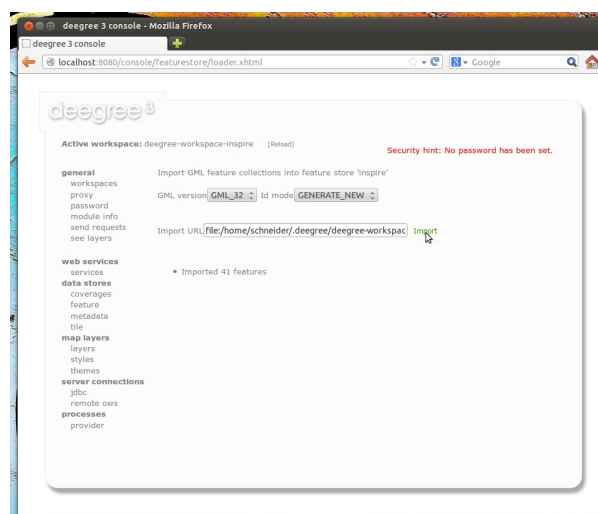 deegree 3 console - Mozilla Firefox
deegree 3 console
localhost:8080/console/featurestore/loader.xhtml
Google
deegree 3
Active workspace: deegree-workspace-inspire [Reload]
Security hint: No password has been set.
general
workspaces
proxy
password
module info
send requests
see layers
web services
services
data stores
coverages
feature
metadata
tile
map layers
layers
styles
themes
server connections
jdbc
remote ows
processes
provider
Import GML feature collections into feature store 'inspire'
GML version GML_32 Id mode GENERATE_NEW
Import URL file:/home/schneider/.deegree/deegree-workspac Import
Imported 41 features